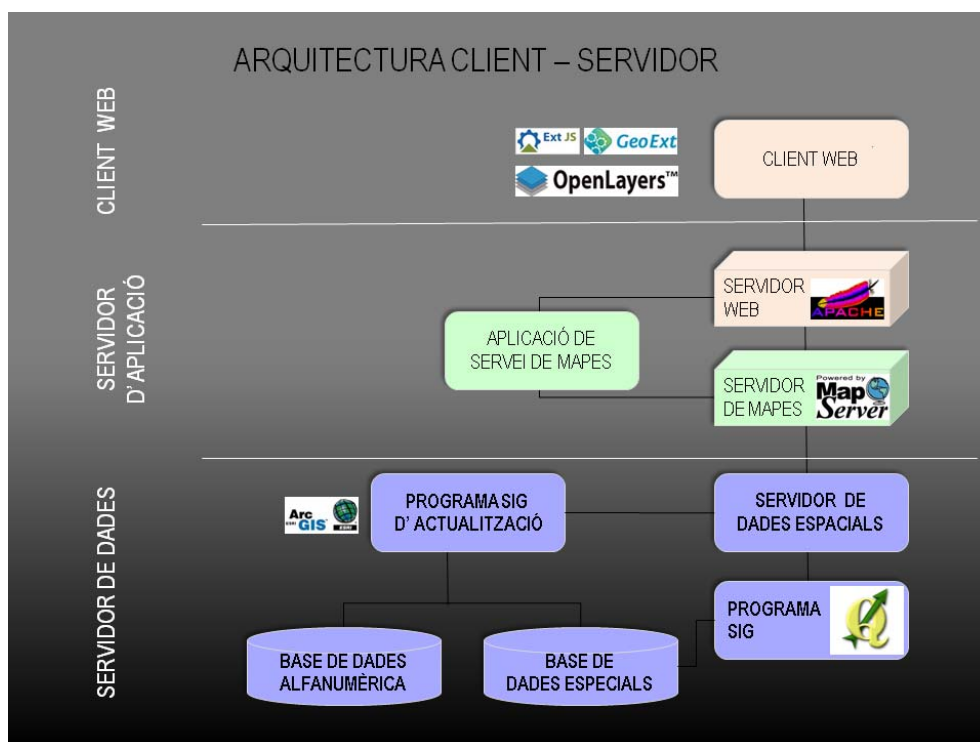 ARQUITECTURA CLIENT – SERVIDOR
CLIENT WEB
Ext JS
GeoExt
OpenLayers™
CLIENT WEB
SERVIDOR
D' APLICACIÓ
SERVIDOR
WEB
APACHE
APLICACIÓ DE
SERVEI DE MAPES
SERVIDOR
DE MAPES
Powered by
Map
Server
SERVIDOR DE DADES
Arc
GIS
PROGRAMA SIG
D' ACTUALITZACIÓ
SERVIDOR DE
DADES ESPACIALS
PROGRAMA
SIG
BASE DE DADES
ALFANUMÈRICA
BASE DE
DADES ESPECIALS